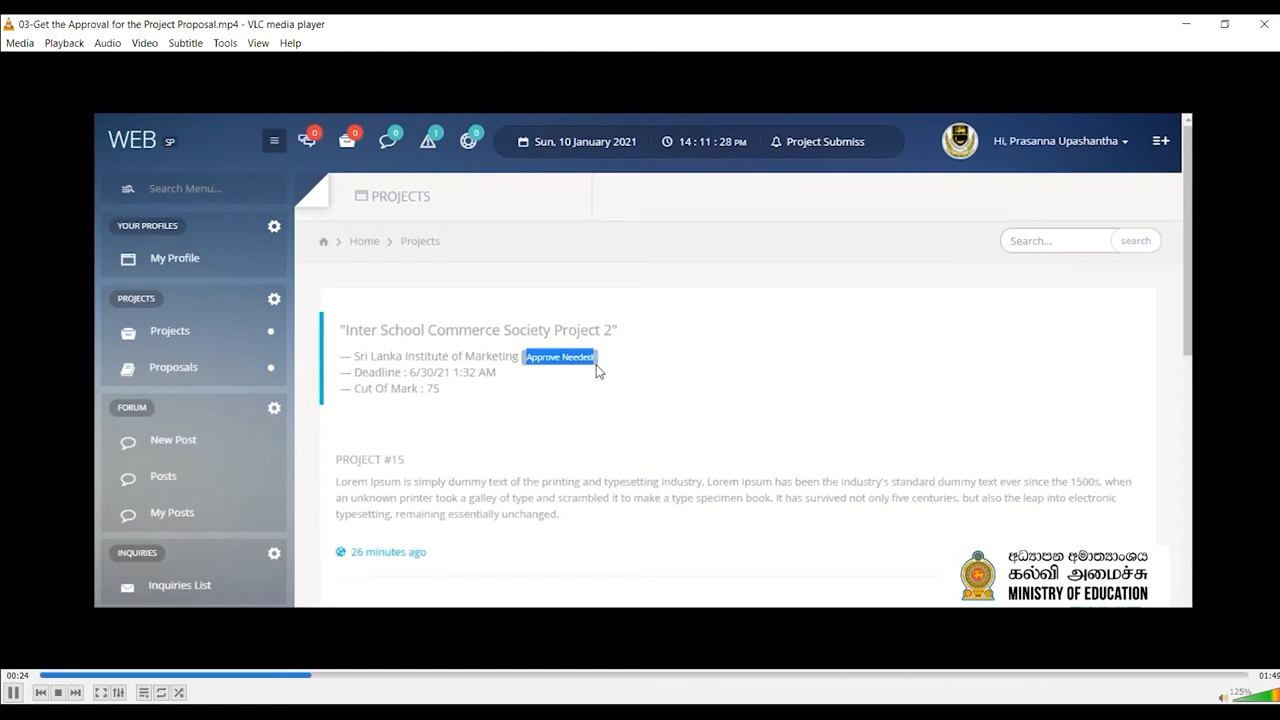 03-Get the Approval for the Project Proposal.mp4 - VLC media player
Media Playback Audio Video Subtitle Tools View Help
WEB SP
0 0 0 1 0
Sun, 10 January 2021
14 : 11 : 28 PM
Project Submiss
Hi, Prasanna Upashantha
Search Menu...
YOUR PROFILES
My Profile
PROJECTS
Projects
Proposals
FORUM
New Post
Posts
My Posts
INQUIRIES
Inquiries List
PROJECTS
Home Projects
Search... search
"Inter School Commerce Society Project 2"
— Sri Lanka Institute of Marketing Approve Needed
— Deadline : 6/30/21 1:32 AM
— Cut Of Mark : 75
PROJECT #15
Lorem Ipsum is simply dummy text of the printing and typesetting industry. Lorem Ipsum has been the industry's standard dummy text ever since the 1500s, when
an unknown printer took a galley of type and scrambled it to make a type specimen book. It has survived not only five centuries, but also the leap into electronic
typesetting, remaining essentially unchanged.
26 minutes ago
අධ්‍යාපන අමාත්‍යාංශය
கல்வி அமைச்சு
MINISTRY OF EDUCATION
00:24
01:49
125%